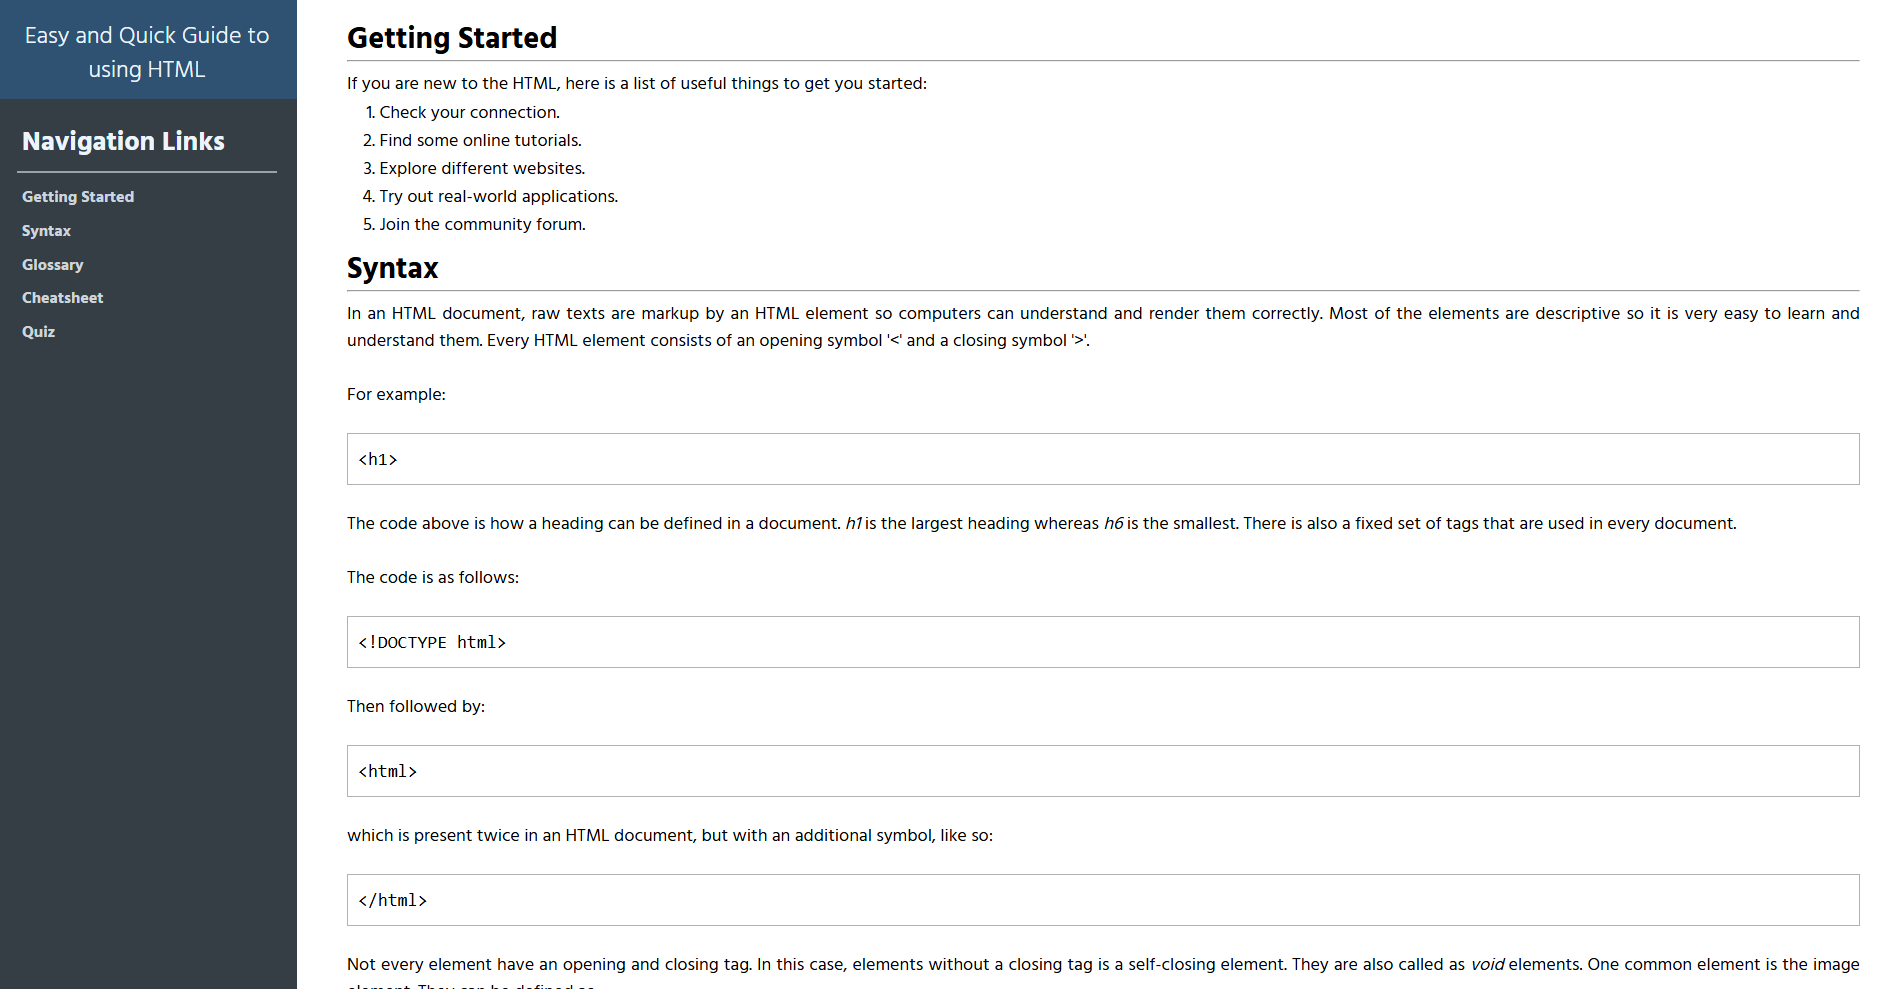 Easy and Quick Guide to
using HTML
Navigation Links
Getting Started
Syntax
Glossary
Cheatsheet
Quiz
Getting Started
If you are new to the HTML, here is a list of useful things to get you started:
1. Check your connection.
2. Find some online tutorials.
3. Explore different websites.
4. Try out real-world applications.
5. Join the community forum.
Syntax
In an HTML document, raw texts are markup by an HTML element so computers can understand and render them correctly. Most of the elements are descriptive so it is very easy to learn and
understand them. Every HTML element consists of an opening symbol '<' and a closing symbol '>'.
For example:
<h1>
The code above is how a heading can be defined in a document. h1 is the largest heading whereas h6 is the smallest. There is also a fixed set of tags that are used in every document.
The code is as follows:
<!DOCTYPE html>
Then followed by:
<html>
which is present twice in an HTML document, but with an additional symbol, like so:
</html>
Not every element have an opening and closing tag. In this case, elements without a closing tag is a self-closing element. They are also called as void elements. One common element is the image
element. They can be defined as